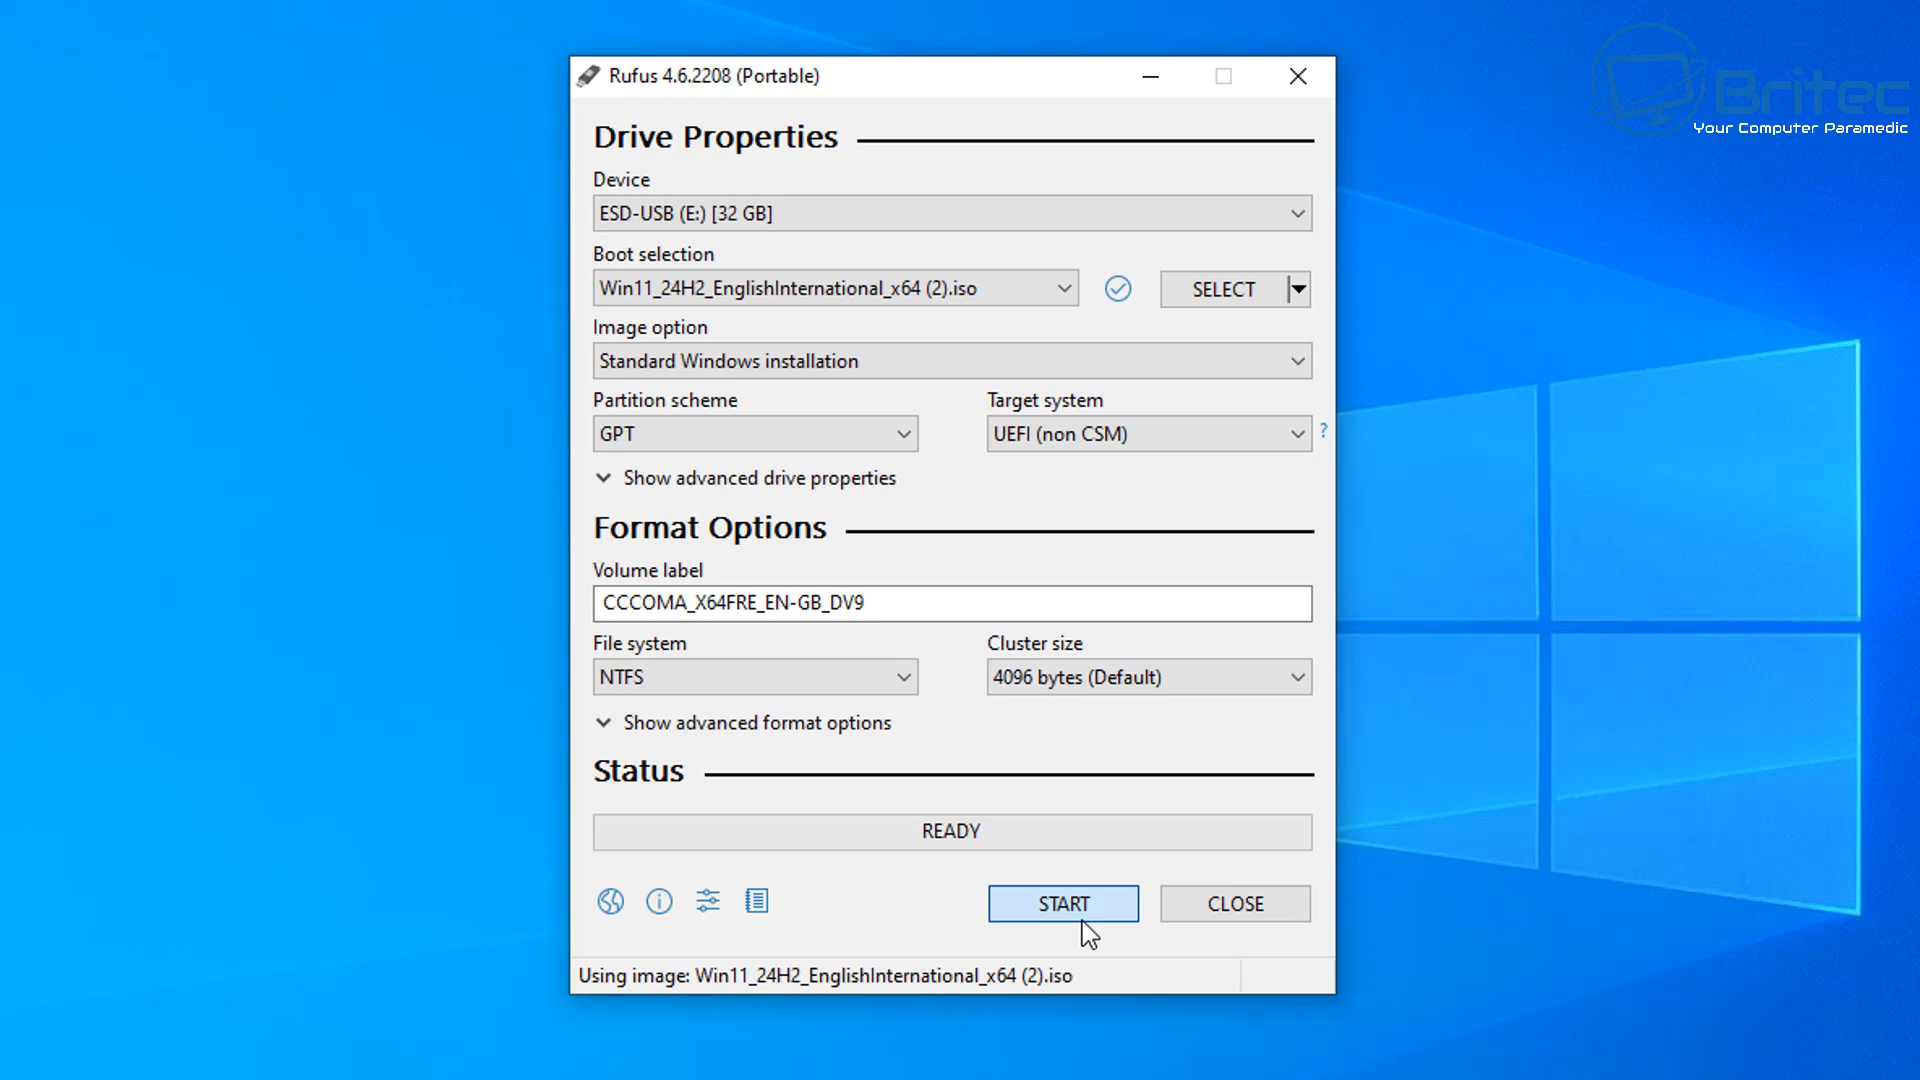 Britec
Your Computer Paramedic
Rufus 4.6.2208 (Portable)
Drive Properties
Device
ESD-USB (E:) [32 GB]
Boot selection
Win11_24H2_EnglishInternational_x64 (2).iso
SELECT
Image option
Standard Windows installation
Partition scheme
Target system
GPT
UEFI (non CSM)
?
Show advanced drive properties
Format Options
Volume label
CCCOMA_X64FRE_EN-GB_DV9
File system
Cluster size
NTFS
4096 bytes (Default)
Show advanced format options
Status
READY
START
CLOSE
Using image: Win11_24H2_EnglishInternational_x64 (2).iso